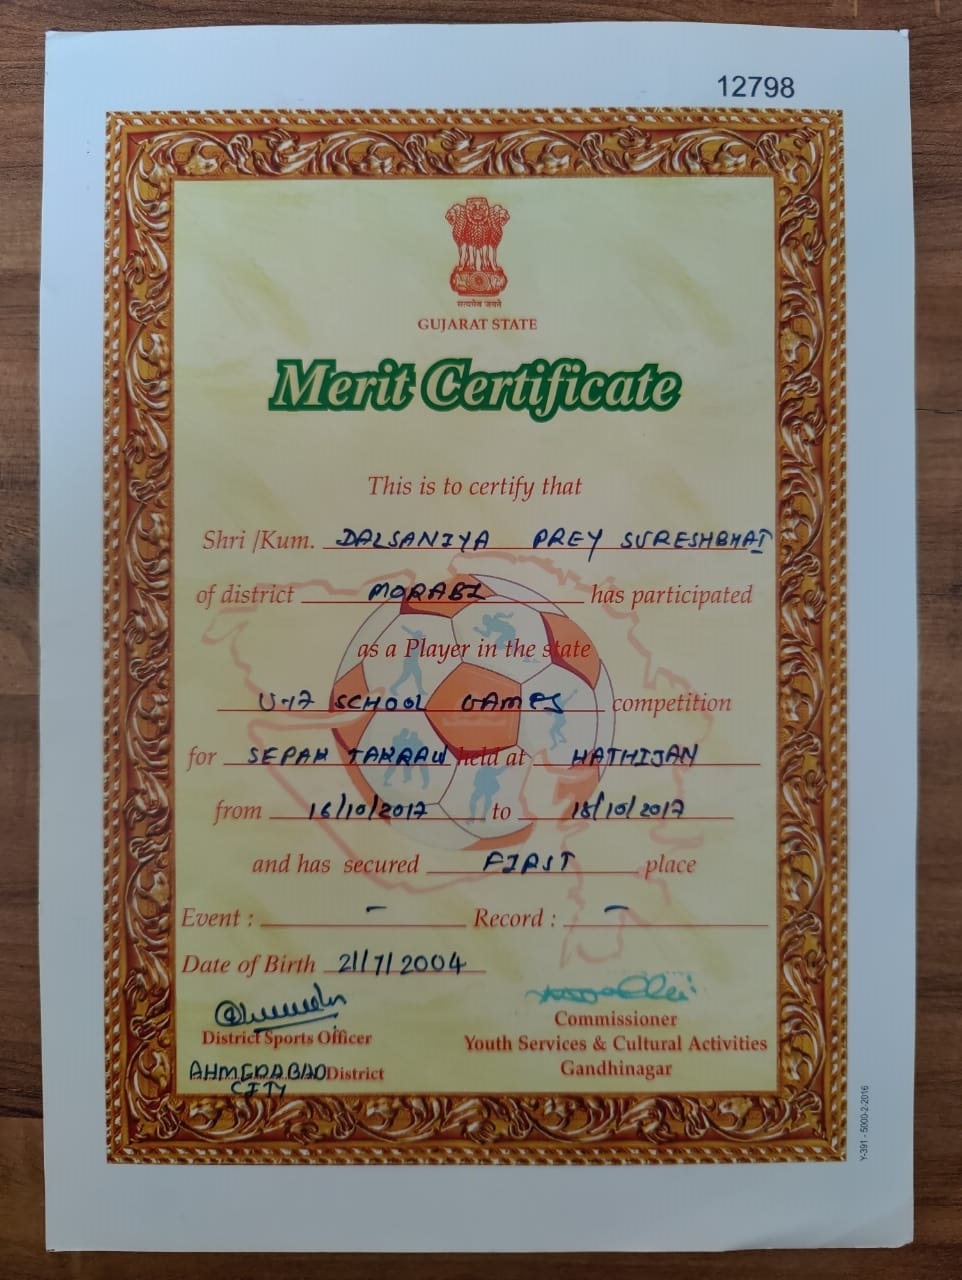 12798
सत्यमेव जयते
GUJARAT STATE
Merit Certificate
This is to certify that
Shri /Kum. DALSANIYA PREY SURESHBHAI
of district MORABI has participated
as a Player in the state
U-17 SCHOOL GAMES competition
for SEPAK TAKRAW held at HATHIJAN
from 16/10/2017 to 18/10/2017
and has secured FIRST place
Event : - Record : -
Date of Birth 21/7/2004
District Sports Officer
AHMEDABAD District
CITY
Commissioner
Youth Services & Cultural Activities
Gandhinagar
Y-391 - 5000-2-2016